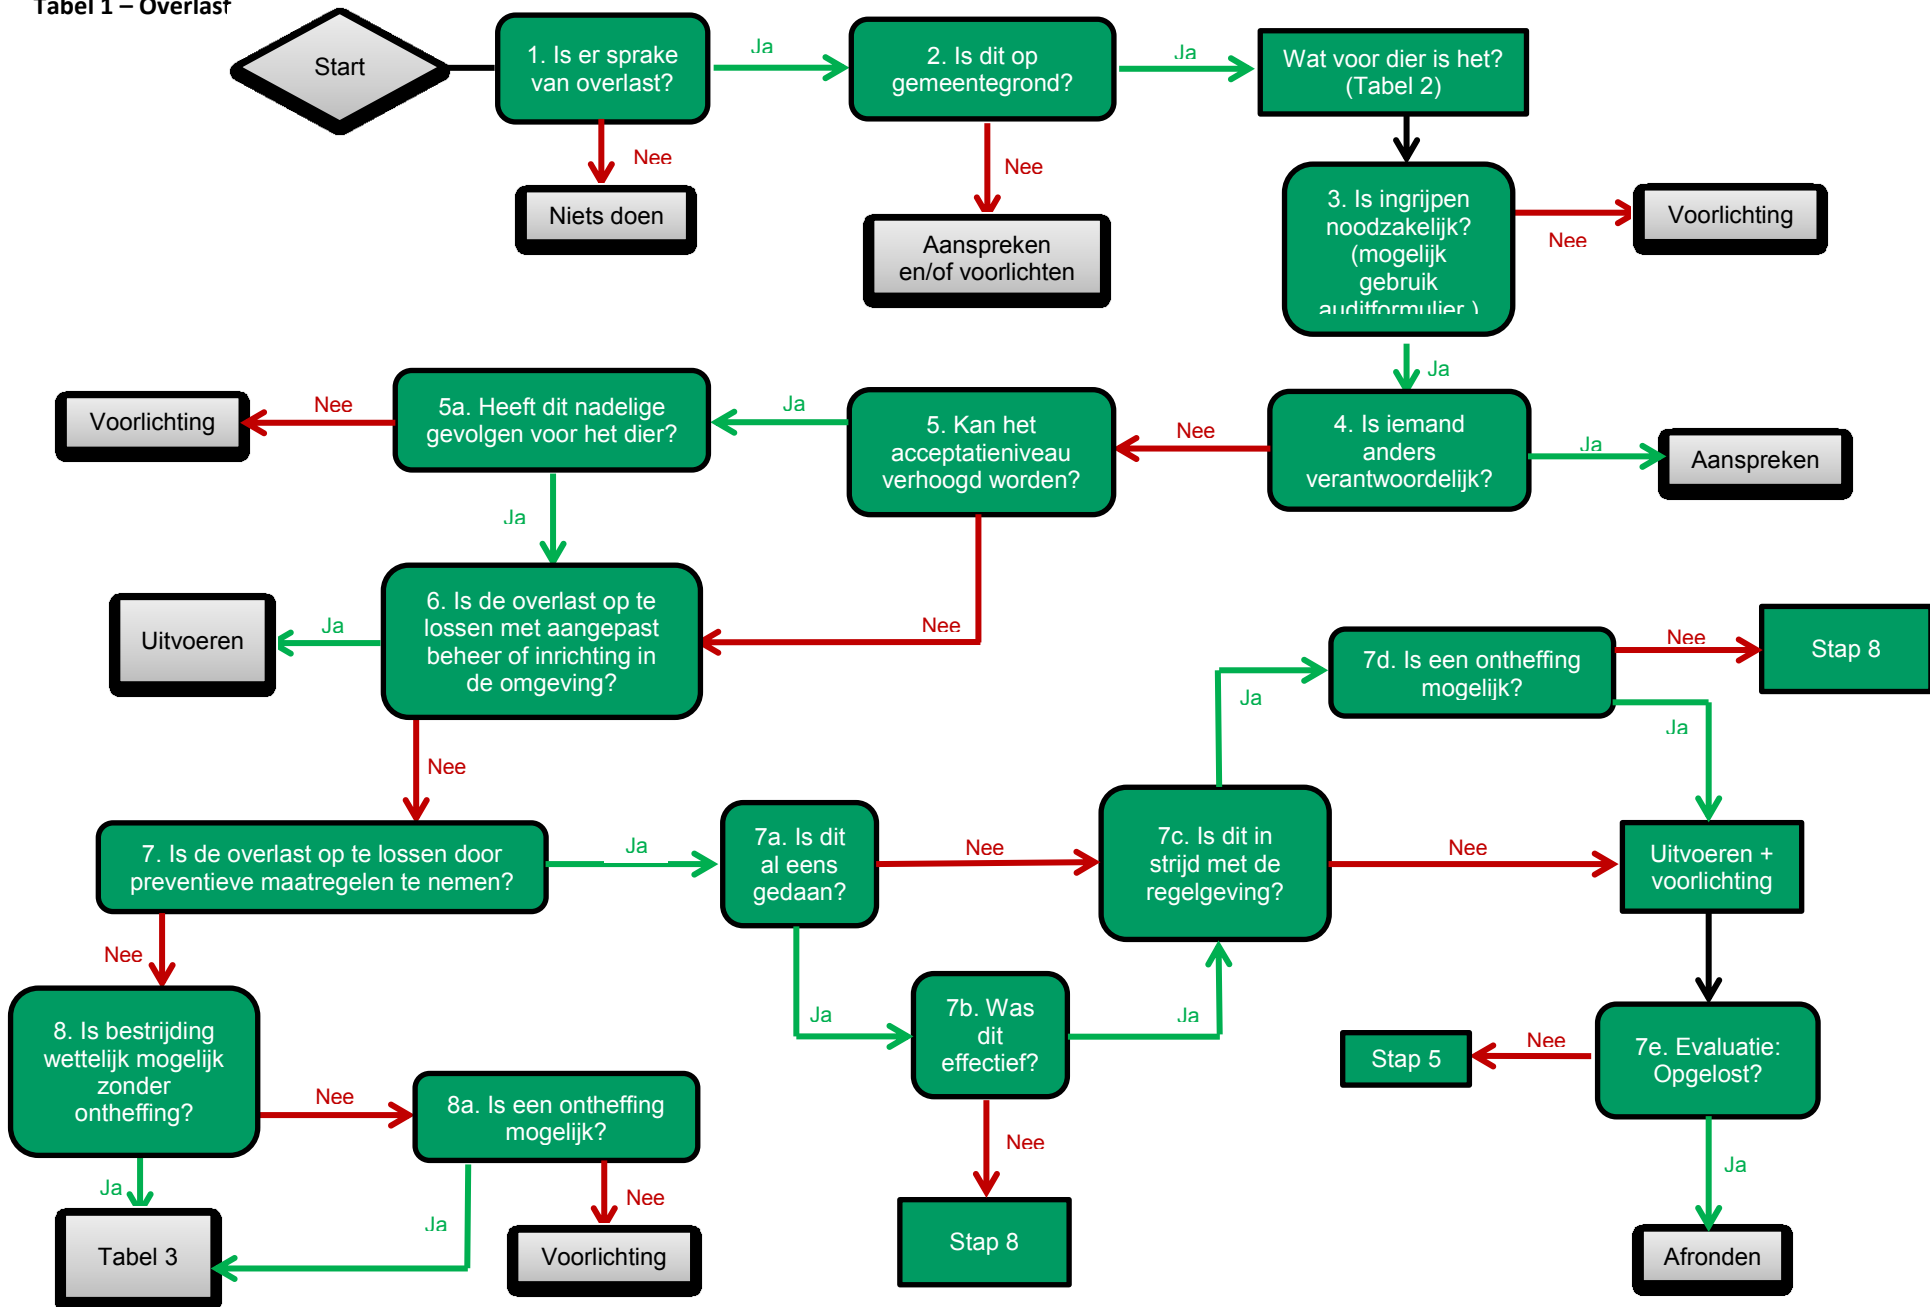 Tabel 1 – Overlast
Start
1. Is er sprake
van overlast?
Ja
2. Is dit op
gemeentegrond?
Ja
Wat voor dier is het?
(Tabel 2)
Nee
Niets doen
Nee
Aanspreken
en/of voorlichten
3. Is ingrijpen
noodzakelijk?
(mogelijk
gebruik
auditformulier )
Nee
Voorlichting
Ja
4. Is iemand
anders
verantwoordelijk?
Ja
Aanspreken
Nee
5. Kan het
acceptatieniveau
verhoogd worden?
Ja
5a. Heeft dit nadelige
gevolgen voor het dier?
Nee
Voorlichting
Ja
Nee
6. Is de overlast op te
lossen met aangepast
beheer of inrichting in
de omgeving?
Ja
Uitvoeren
Nee
7. Is de overlast op te lossen door
preventieve maatregelen te nemen?
Ja
7a. Is dit
al eens
gedaan?
Nee
7c. Is dit in
strijd met de
regelgeving?
Ja
7d. Is een ontheffing
mogelijk?
Nee
Stap 8
Ja
Nee
Uitvoeren +
voorlichting
Ja
7b. Was
dit
effectief?
Ja
Nee
Stap 8
7e. Evaluatie:
Opgelost?
Nee
Stap 5
Ja
Afronden
Nee
8. Is bestrijding
wettelijk mogelijk
zonder
ontheffing?
Nee
8a. Is een ontheffing
mogelijk?
Ja
Tabel 3
Ja
Nee
Voorlichting